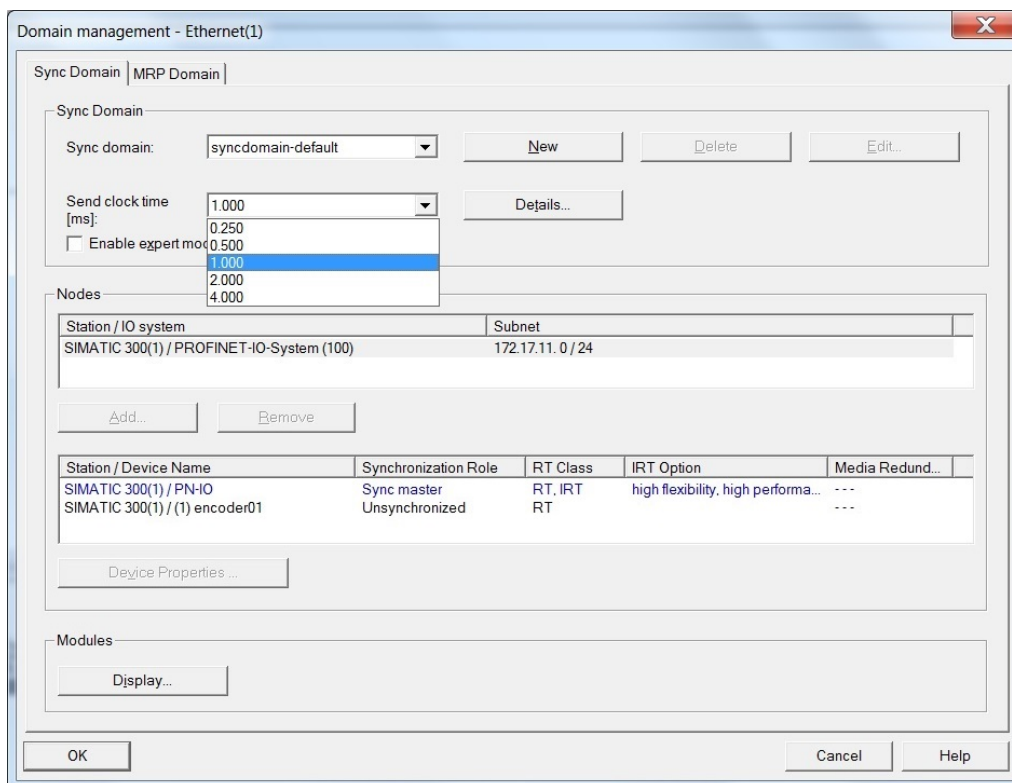 Domain management - Ethernet(1)
X
Sync Domain MRP Domain
Sync Domain
Sync domain: syncdomain-default New Delete Edit...
Send clock time 1.000 Details...
[ms]:
0.250
Enable expert mod 0.500
1.000
2.000
4.000
Nodes
Station / IO system Subnet
SIMATIC 300(1) / PROFINET-IO-System (100) 172.17.11. 0 / 24
Add... Remove
Station / Device Name Synchronization Role RT Class IRT Option Media Redund...
SIMATIC 300(1) / PN-IO Sync master RT, IRT high flexibility, high performa... - - -
SIMATIC 300(1) / (1) encoder01 Unsynchronized RT - - -
Device Properties ...
Modules
Display...
OK Cancel Help